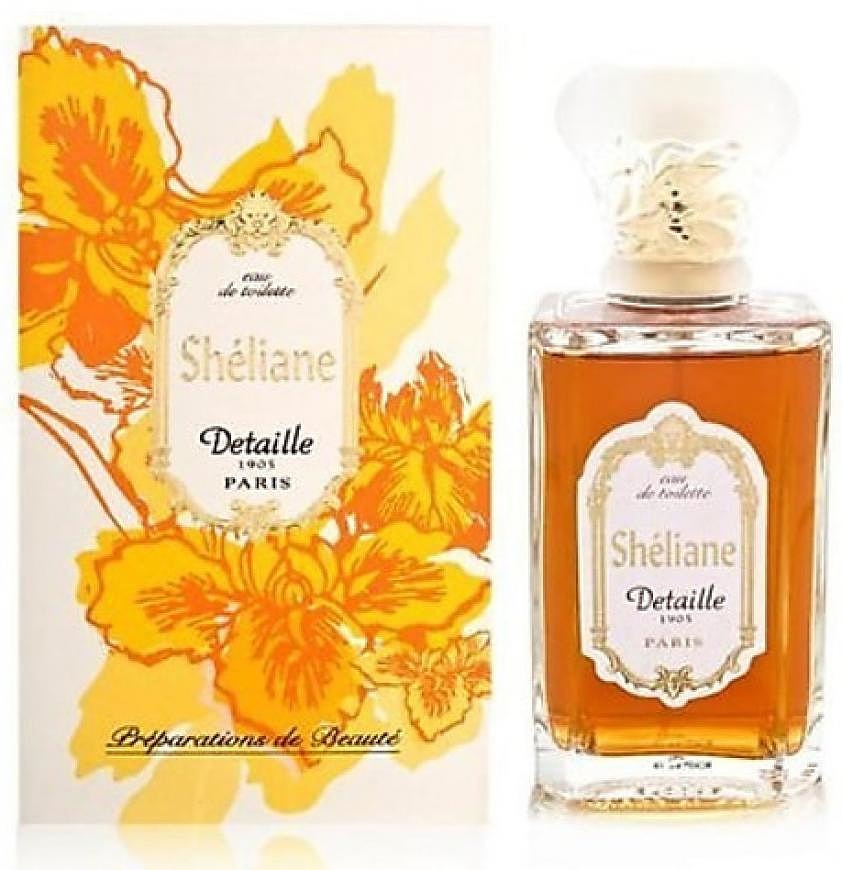 eau
de toilette
Shéliane
Detaille
1905
PARIS
Préparations de Beauté
eau
de toilette
Shéliane
Detaille
1905
PARIS